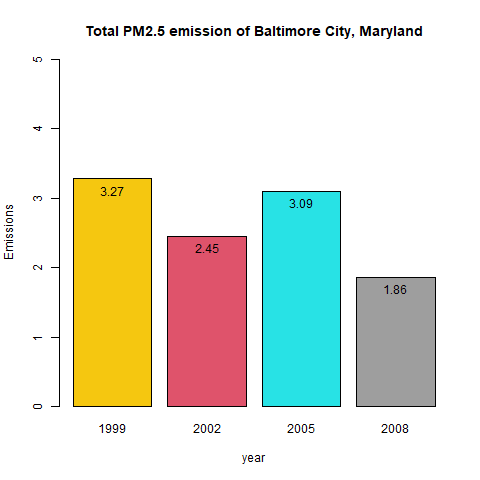 Total PM2.5 emission of Baltimore City, Maryland
Emissions
5
4
3
2
1
0
3.27
2.45
3.09
1.86
1999 2002 2005 2008
year